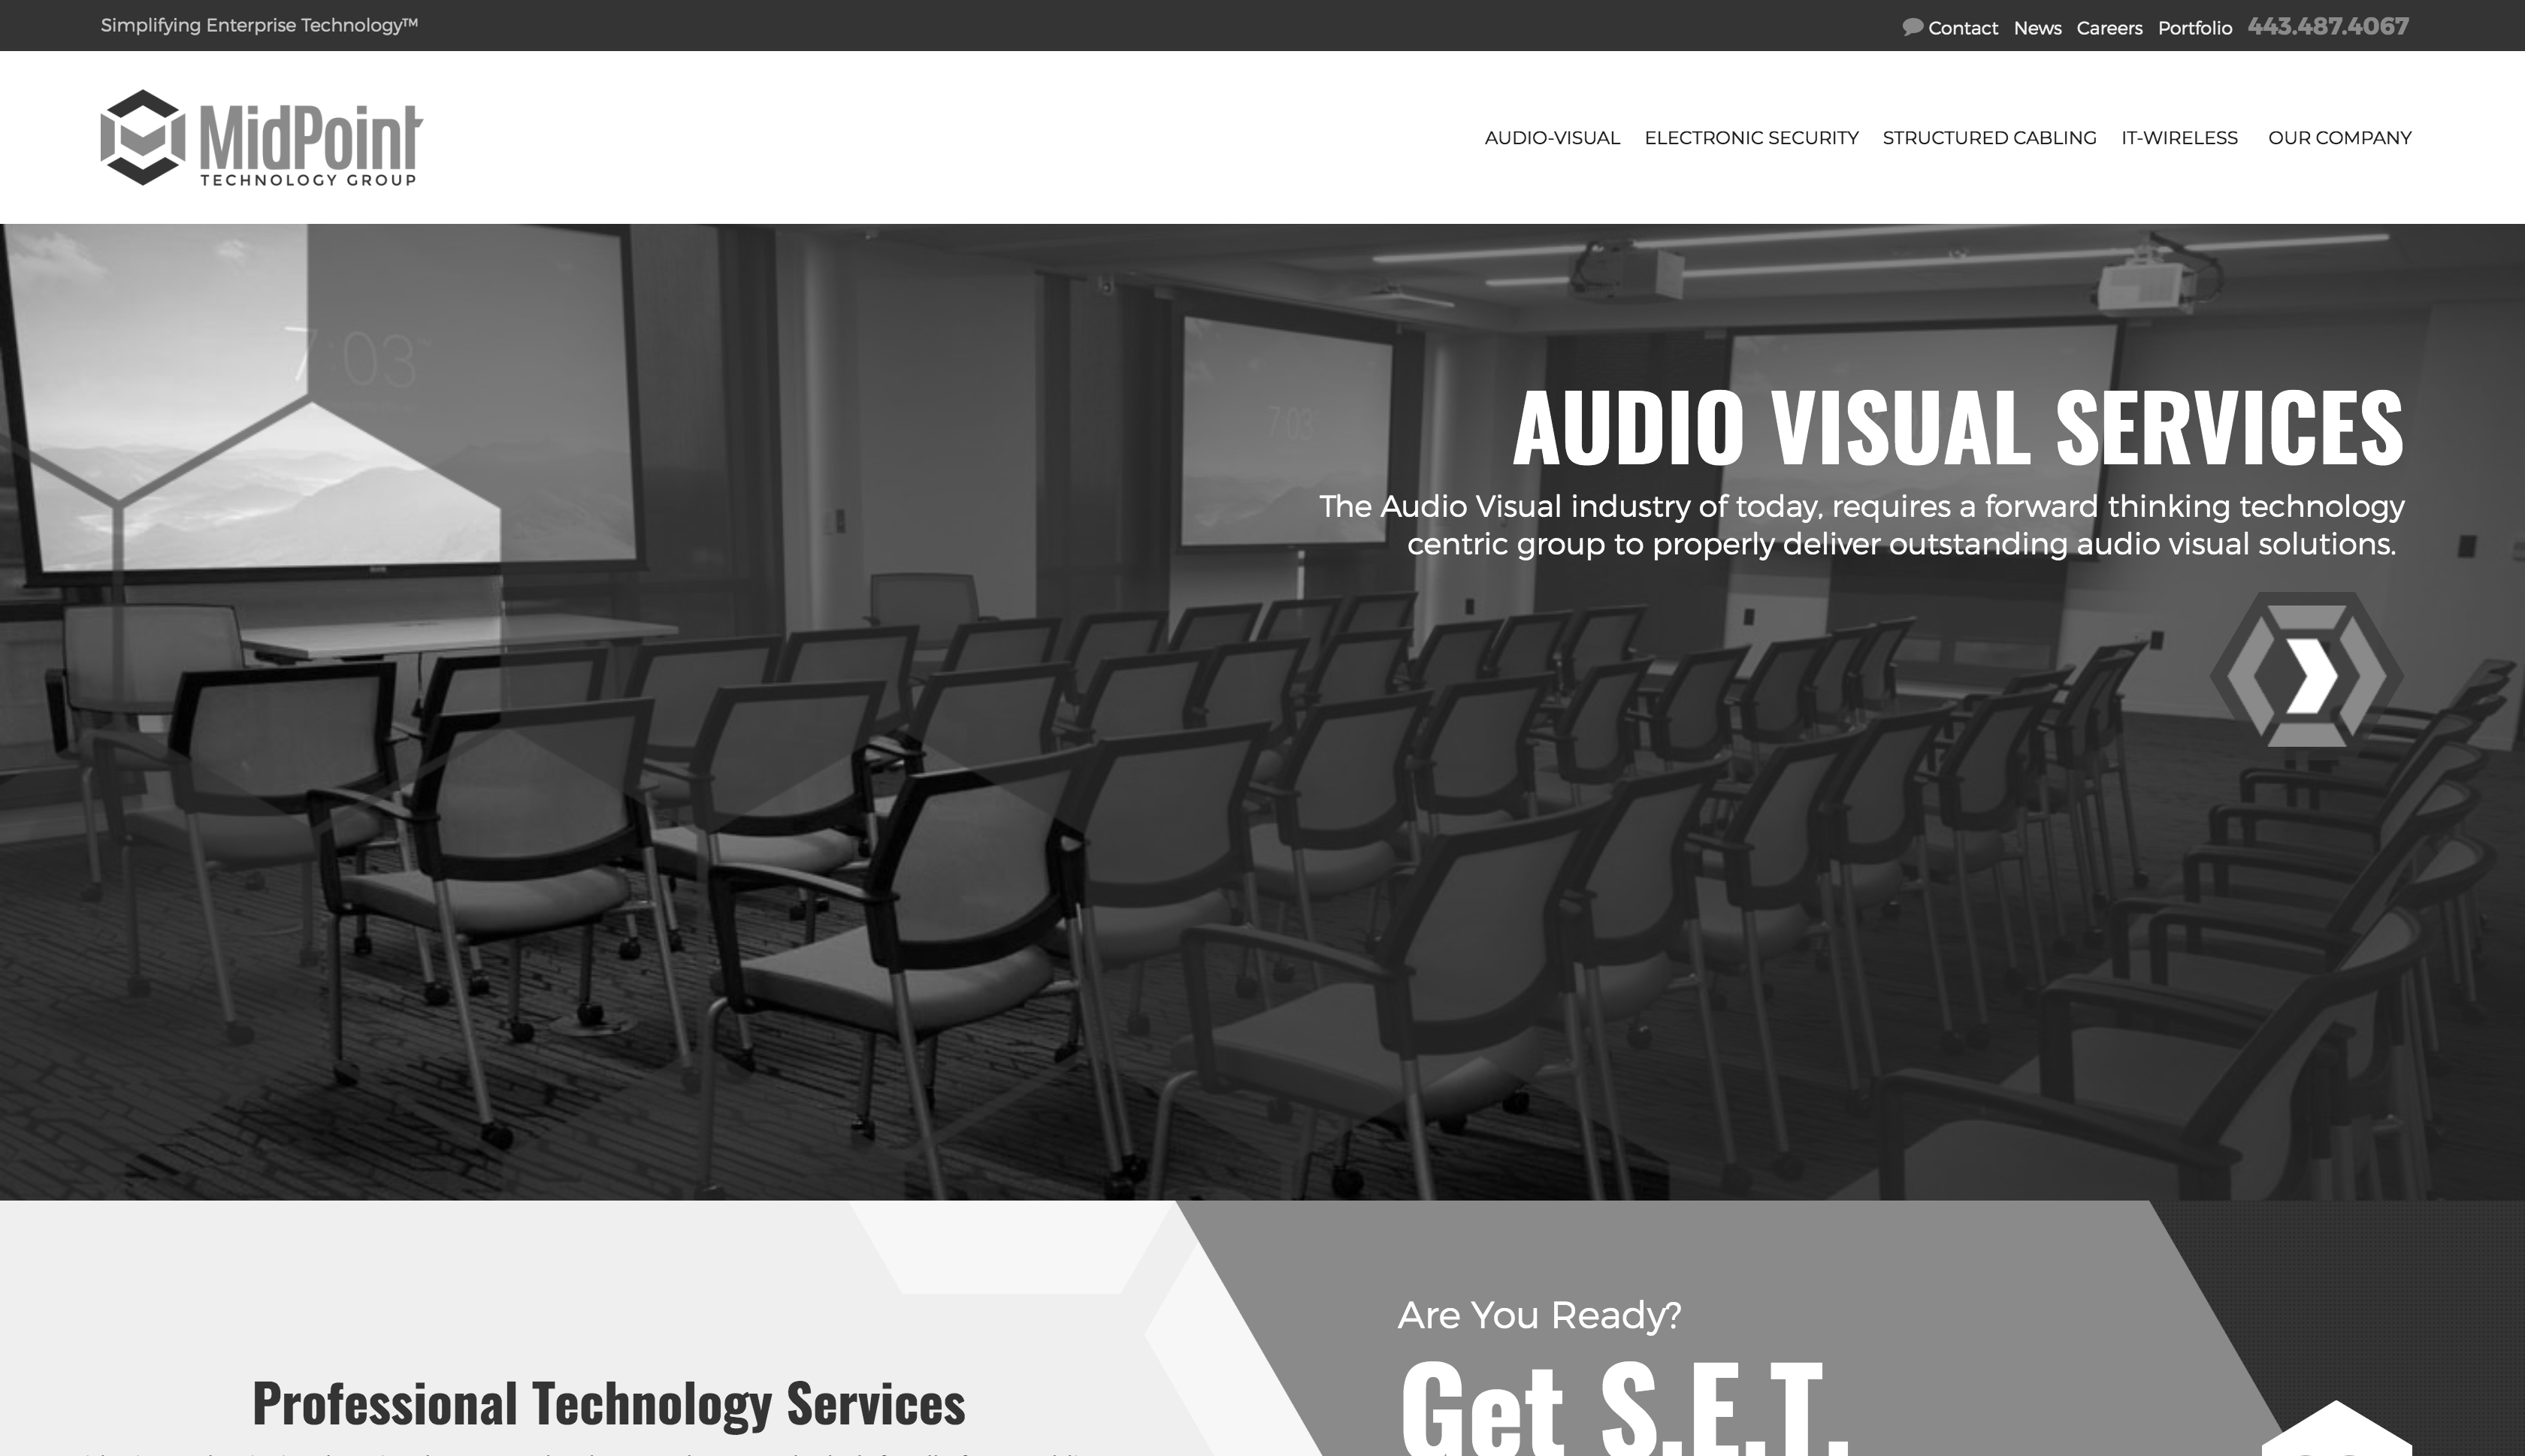 Simplifying Enterprise Technology™
Contact News Careers Portfolio 443.487.4067
MidPoint
TECHNOLOGY GROUP
AUDIO-VISUAL ELECTRONIC SECURITY STRUCTURED CABLING IT-WIRELESS OUR COMPANY
7:03
7:03
AUDIO VISUAL SERVICES
The Audio Visual industry of today, requires a forward thinking technology
centric group to properly deliver outstanding audio visual solutions.
Are You Ready?
Get S.E.T.
Professional Technology Services